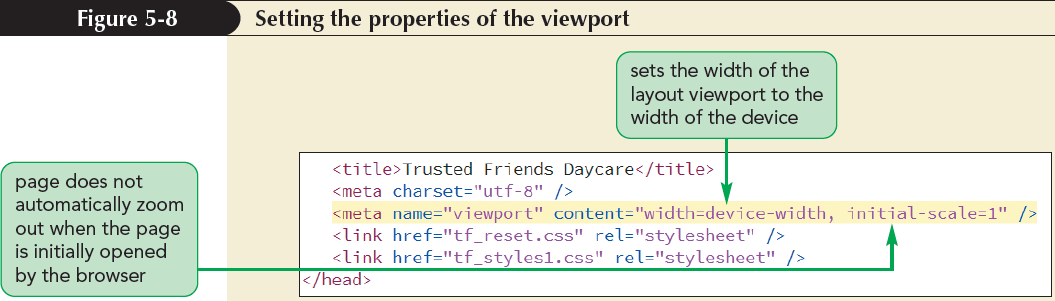 Figure 5-8
Setting the properties of the viewport
sets the width of the
layout viewport to the
width of the device
page does not
automatically zoom
out when the page
is initially opened
by the browser
<title>Trusted Friends Daycare</title>
<meta charset="utf-8" />
<meta name="viewport" content="width=device-width, initial-scale=1" />
<link href="tf_reset.css" rel="stylesheet" />
<link href="tf_styles1.css" rel="stylesheet" />
</head>